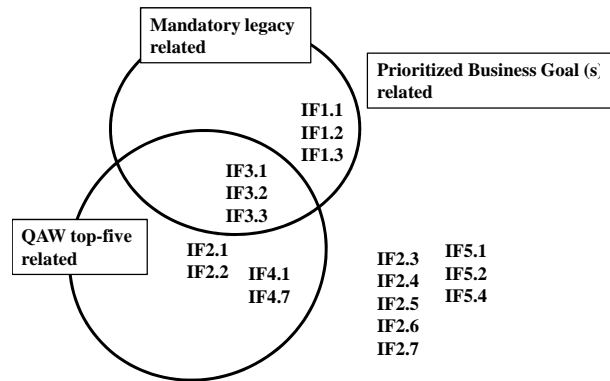 Mandatory legacy
related
Prioritized Business Goal (s)
related
IF1.1
IF1.2
IF1.3
IF3.1
IF3.2
IF3.3
QAW top-five
related
IF2.1
IF2.2
IF4.1
IF4.7
IF2.3
IF2.4
IF2.5
IF2.6
IF2.7
IF5.1
IF5.2
IF5.4